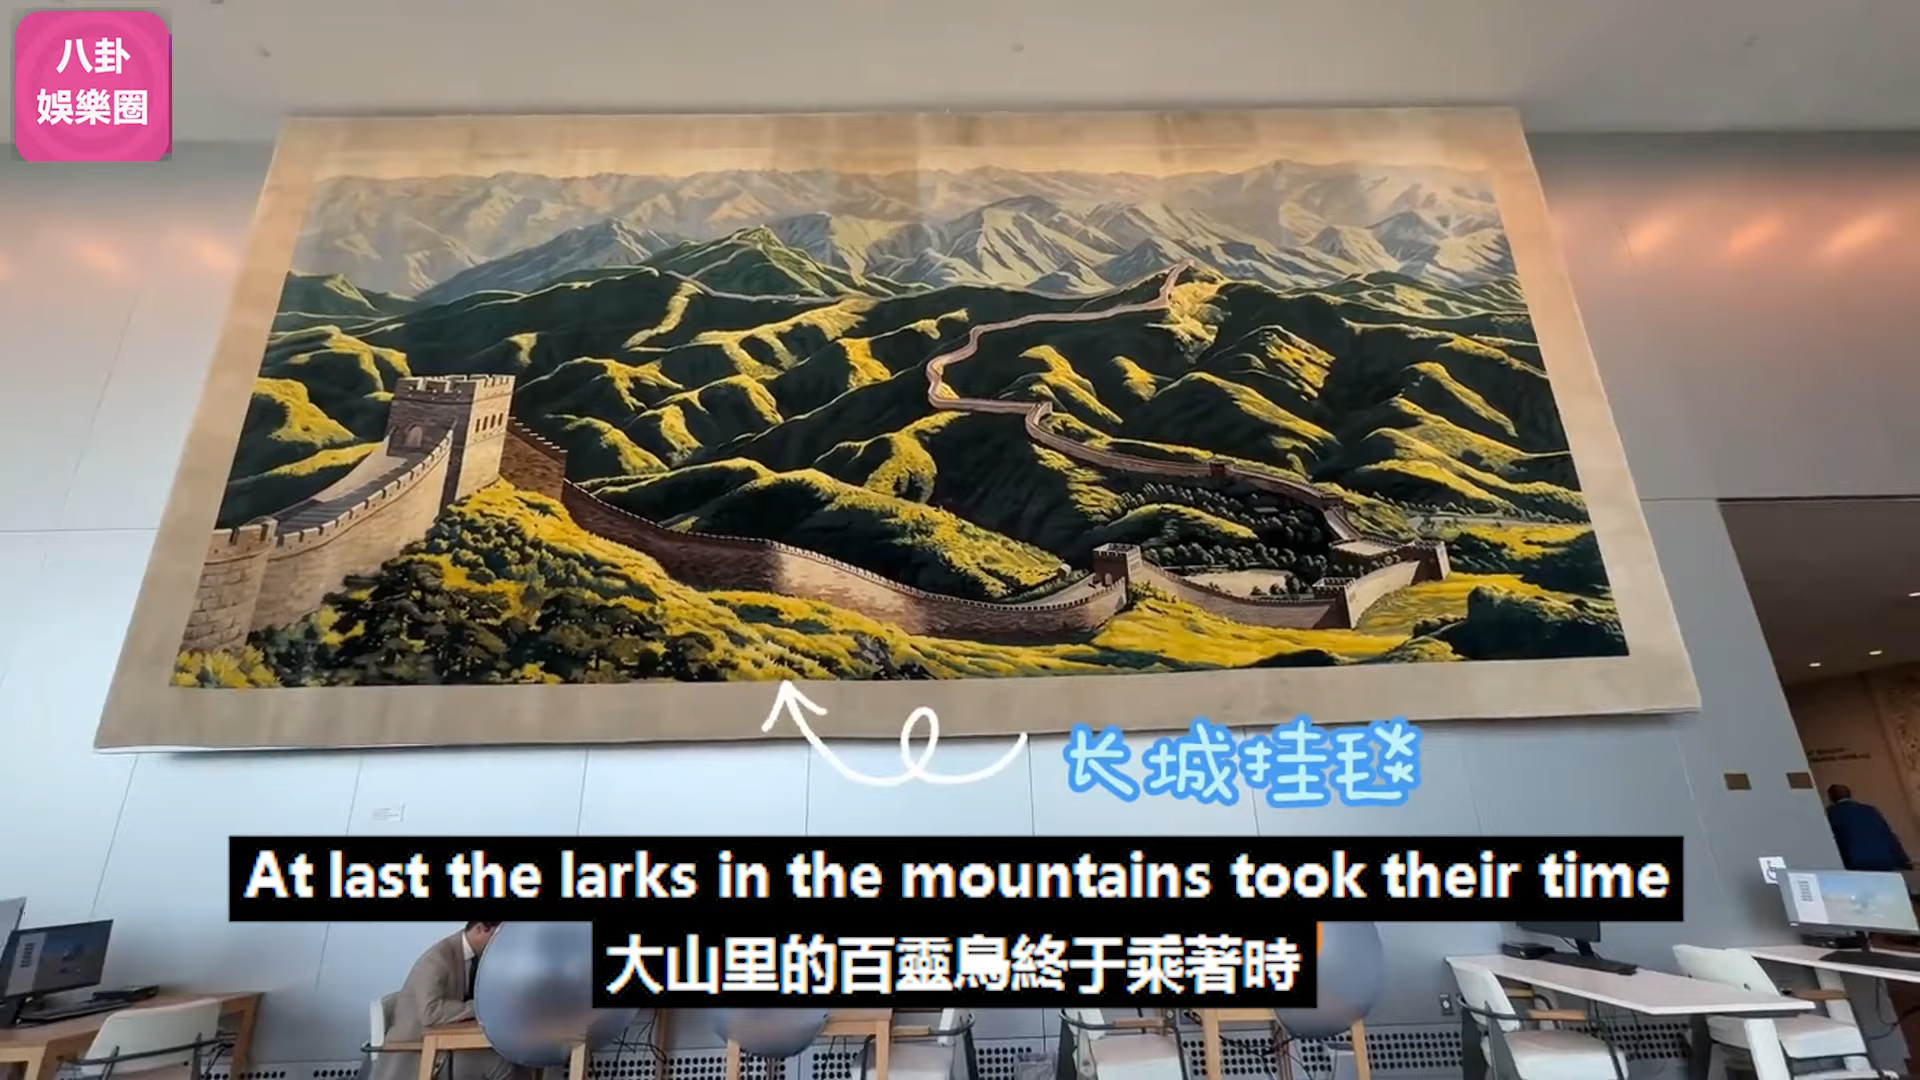 八卦
娛樂圈
长城挂毯
At last the larks in the mountains took their time
大山里的百靈鳥終于乘著時